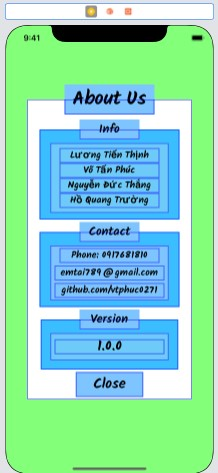 9:41
About Us
Info
Lương Tiến Thịnh
Võ Tấn Phúc
Nguyễn Đức Thắng
Hồ Quang Trường
Contact
Phone: 0917681810
emtai789@gmail.com
github.com/vtphuc0271
Version
1.0.0
Close